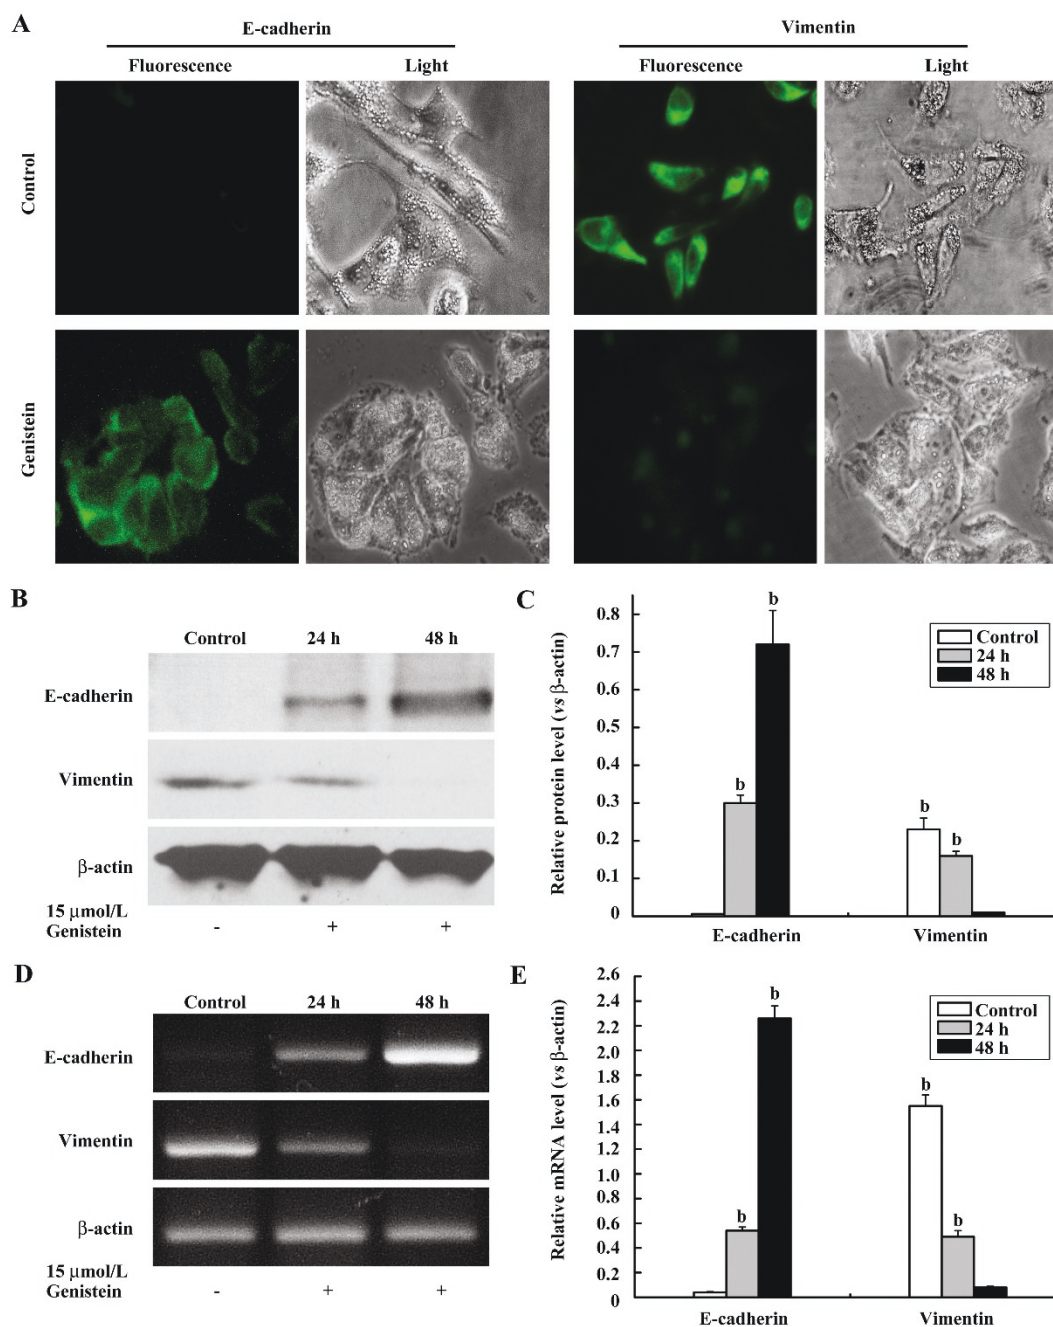 A
E-cadherin
Vimentin
Fluorescence
Light
Fluorescence
Light
Control
Genistein
B
Control
24 h
48 h
E-cadherin
Vimentin
β-actin
15 μmol/L
Genistein
-
+
+
C
Relative protein level (vs β-actin)
0.8
0.7
0.6
0.5
0.4
0.3
0.2
0.1
0
b
b
b
b
Control
24 h
48 h
E-cadherin
Vimentin
D
Control
24 h
48 h
E-cadherin
Vimentin
β-actin
15 μmol/L
Genistein
-
+
+
E
Relative mRNA level (vs β-actin)
2.6
2.4
2.2
2.0
1.8
1.6
1.4
1.2
1.0
0.8
0.6
0.4
0.2
0
b
b
b
b
Control
24 h
48 h
E-cadherin
Vimentin